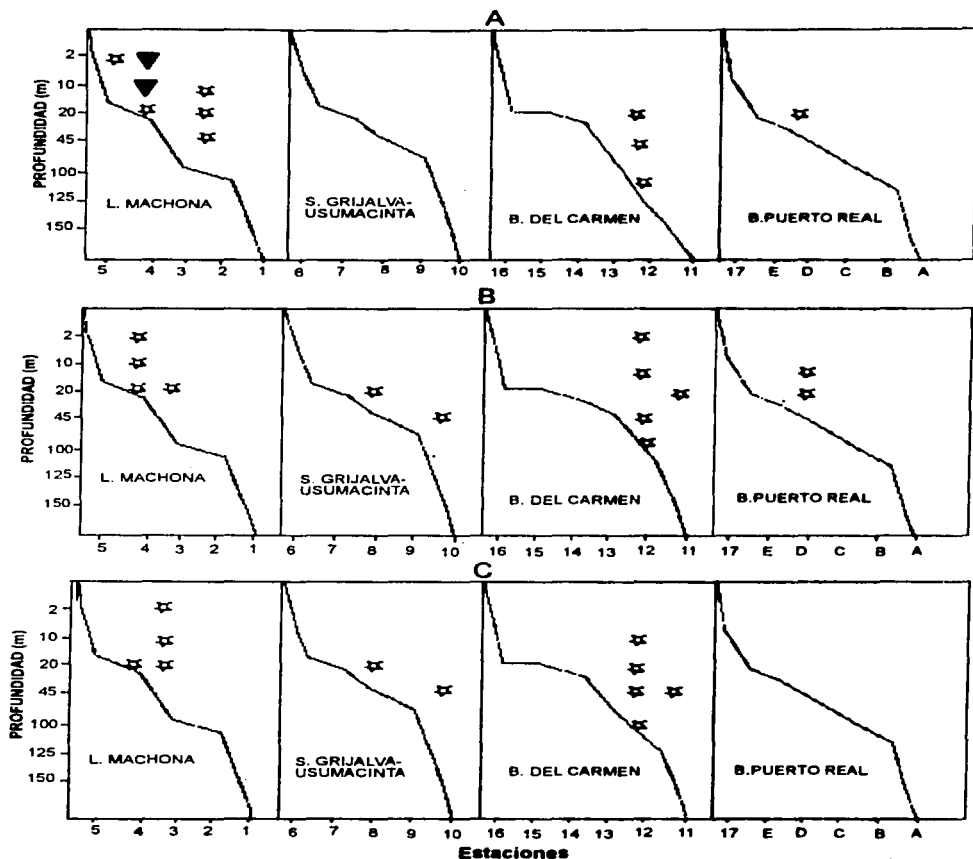 A
PROFUNDIDAD (m)
2
10
20
45
100
125
150
L. MACHONA
S. GRIJALVA-
USUMACINTA
B. DEL CARMEN
B.PUERTO REAL
5 4 3 2 1 6 7 8 9 10 16 15 14 13 12 11 17 E D C B A
B
PROFUNDIDAD (m)
2
10
20
45
100
125
150
L. MACHONA
S. GRIJALVA-
USUMACINTA
B. DEL CARMEN
B.PUERTO REAL
5 4 3 2 1 6 7 8 9 10 16 15 14 13 12 11 17 E D C B A
C
PROFUNDIDAD (m)
2
10
20
45
100
125
150
L. MACHONA
S. GRIJALVA-
USUMACINTA
B. DEL CARMEN
B.PUERTO REAL
5 4 3 2 1 6 7 8 9 10 16 15 14 13 12 11 17 E D C B A
Estaciones